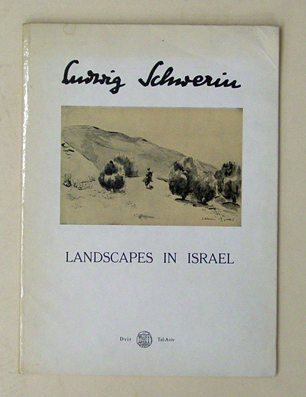 Ludwig Schwerin
LANDSCAPES IN ISRAEL
Dvir Tel-Aviv